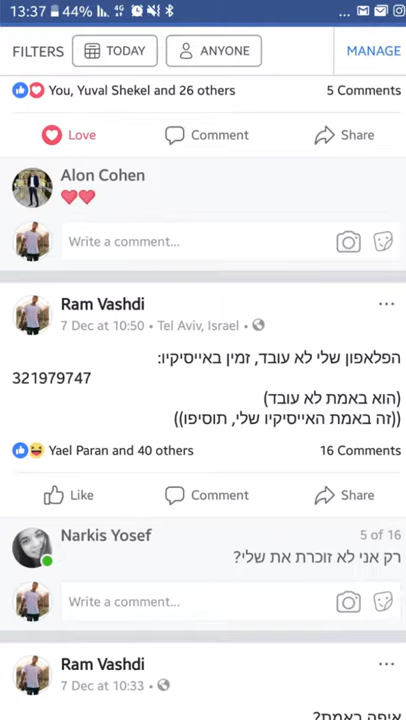 13:37 44% 4G ...
FILTERS TODAY ANYONE MANAGE
You, Yuval Shekel and 26 others 5 Comments
Love Comment Share
Alon Cohen
Write a comment...
Ram Vashdi ...
7 Dec at 10:50 • Tel Aviv, Israel •
הפלאפון שלי לא עובד, זמין באייסיקיו:
321979747
(הוא באמת לא עובד)
((זה באמת האייסיקיו שלי, תוסיפו))
Yael Paran and 40 others 16 Comments
Like Comment Share
Narkis Yosef 5 of 16
רק אני לא זוכרת את שלי?
Write a comment...
Ram Vashdi ...
7 Dec at 10:33 •
איפה באמת?